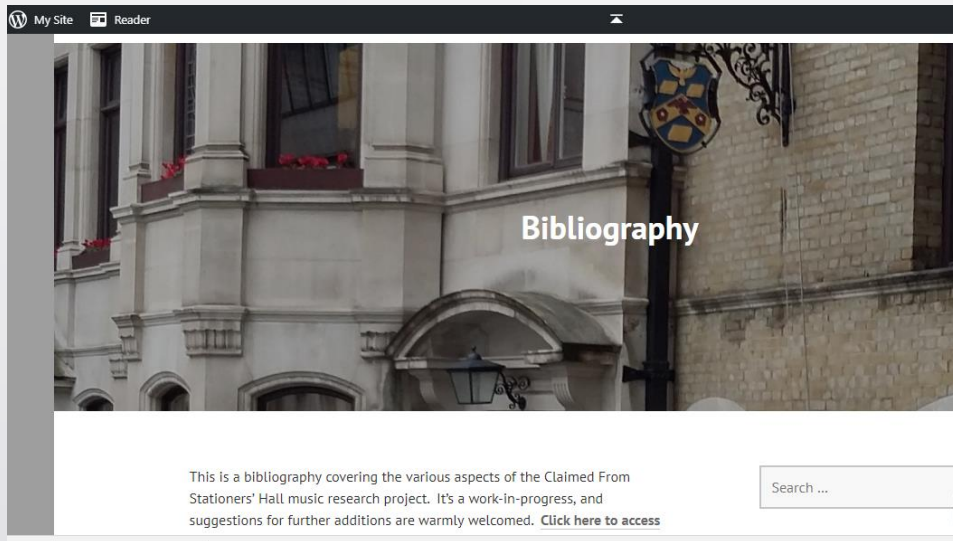 My Site Reader
Bibliography
This is a bibliography covering the various aspects of the Claimed From
Stationers' Hall music research project. It's a work-in-progress, and
suggestions for further additions are warmly welcomed. Click here to access
Search ...